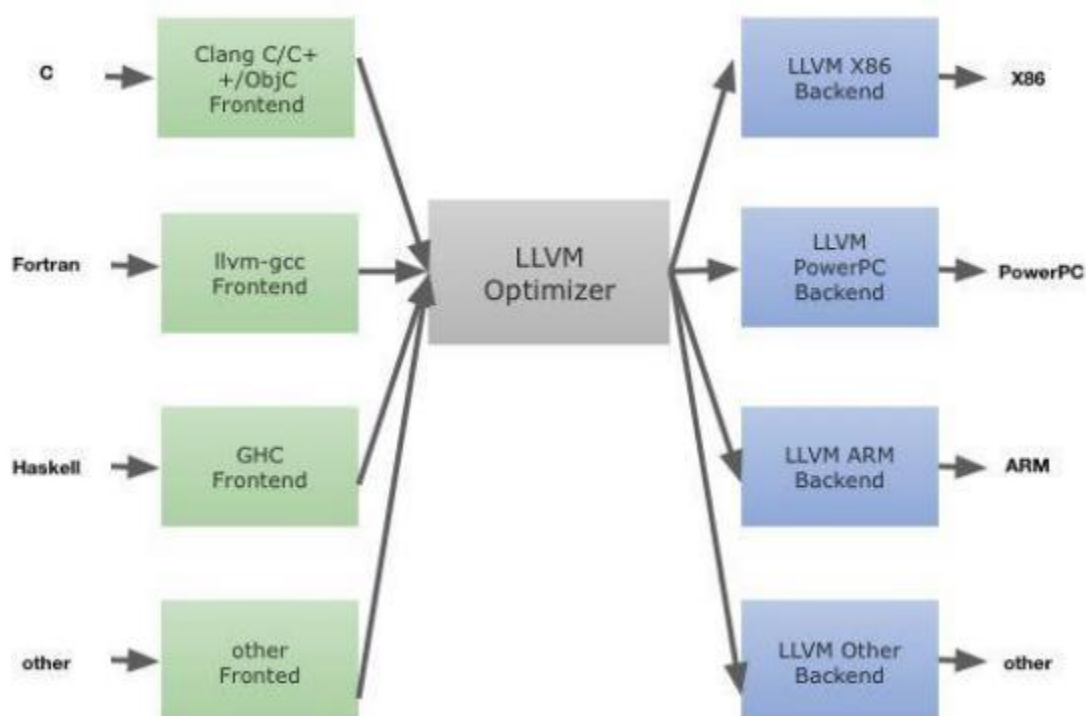 C
Clang C/C+
+/ObjC
Frontend
LLVM X86
Backend
X86
Fortran
llvm-gcc
Frontend
LLVM
Optimizer
LLVM
PowerPC
Backend
PowerPC
Haskell
GHC
Frontend
LLVM ARM
Backend
ARM
other
other
Fronted
LLVM Other
Backend
other